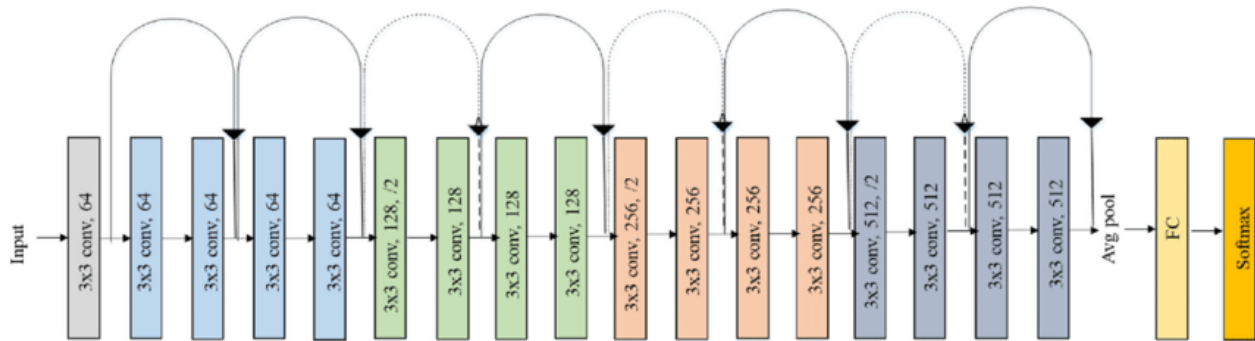 Input
3x3 conv, 64
3x3 conv, 64
3x3 conv, 64
3x3 conv, 64
3x3 conv, 64
3x3 conv, 128, /2
3x3 conv, 128
3x3 conv, 128
3x3 conv, 128
3x3 conv, 256, /2
3x3 conv, 256
3x3 conv, 256
3x3 conv, 256
3x3 conv, 512, /2
3x3 conv, 512
3x3 conv, 512
3x3 conv, 512
Avg pool
FC
Softmax